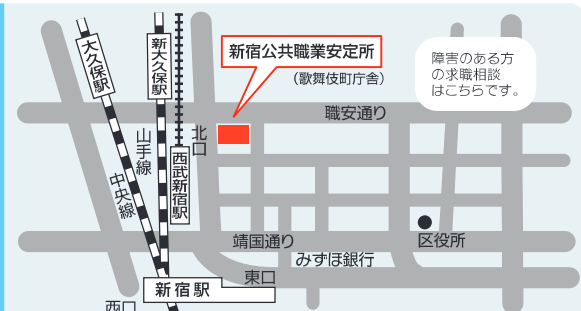 大久保駅
新大久保駅
新宿公共職業安定所
（歌舞伎町庁舎）
障害のある方
の求職相談
はこちらです。
職安通り
北口
山手線
西武新宿駅
中央線
靖国通り
区役所
みずほ銀行
東口
新宿駅
西口